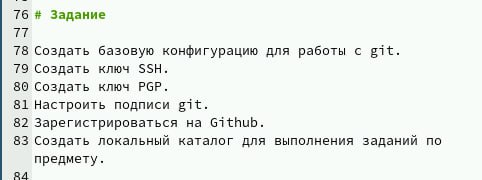 76 # Задание
77
78 Создать базовую конфигурацию для работы с git.
79 Создать ключ SSH.
80 Создать ключ PGP.
81 Настроить подписи git.
82 Зарегистрироваться на Github.
83 Создать локальный каталог для выполнения заданий по
предмету.
84